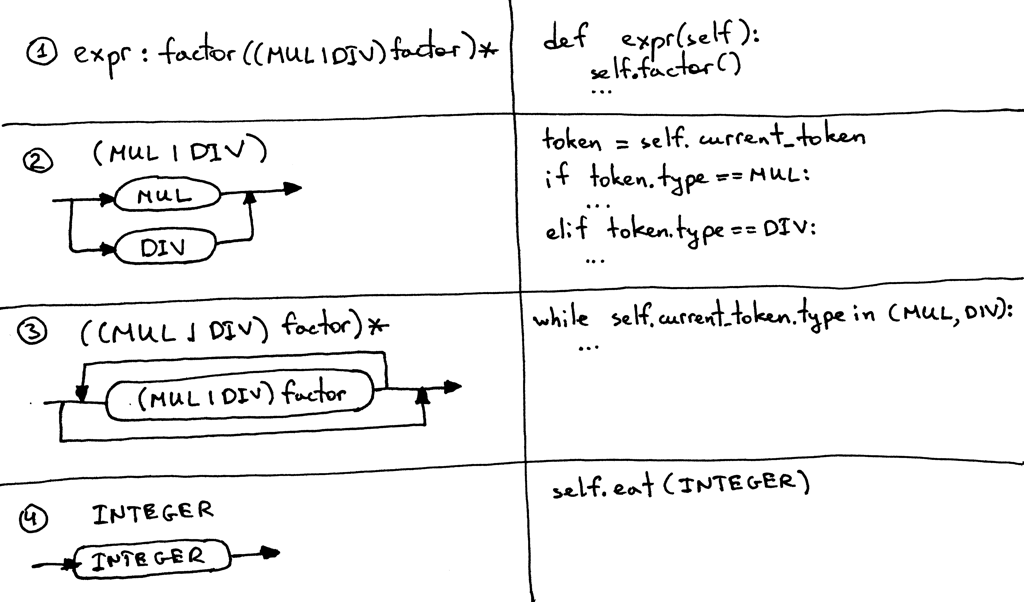 ① expr : factor ((MUL | DIV) factor)*
def expr(self):
self.factor()
...
② (MUL | DIV)
MUL
DIV
token = self.current_token
if token.type == MUL:
...
elif token.type == DIV:
...
③ ((MUL | DIV) factor)*
(MUL | DIV) factor
while self.current_token.type in (MUL, DIV):
...
④ INTEGER
INTEGER
self.eat(INTEGER)